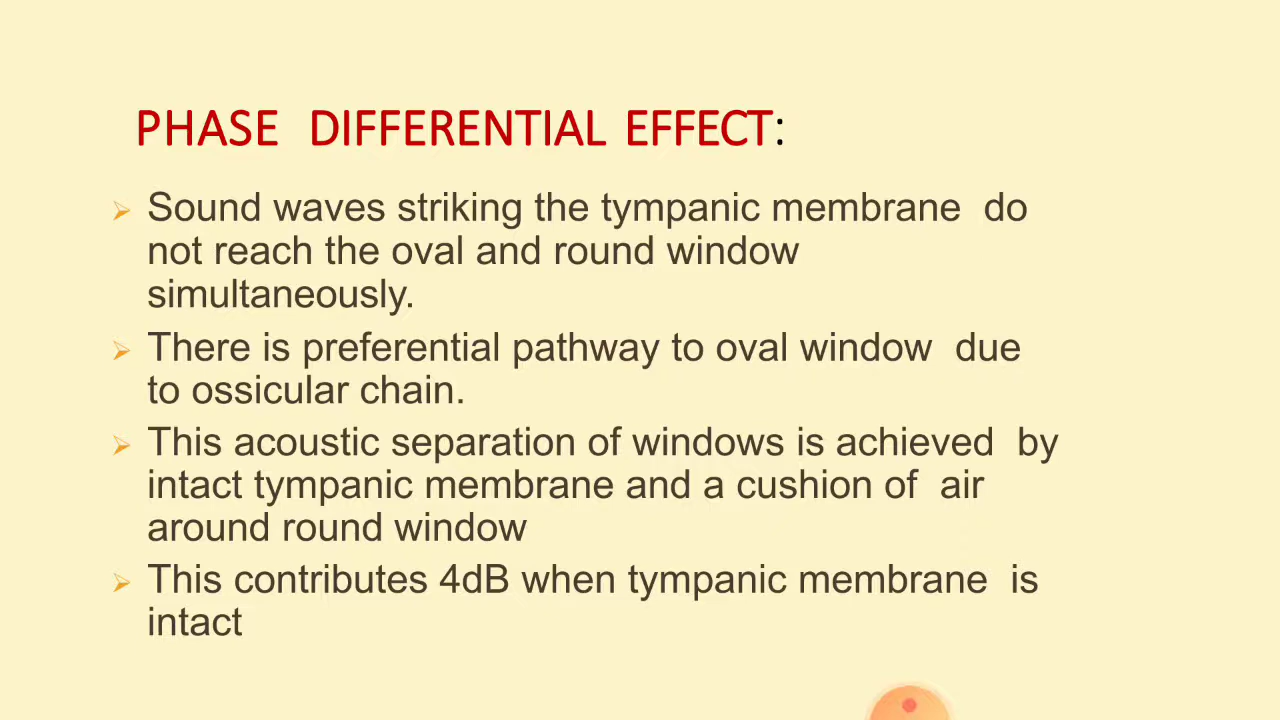 PHASE DIFFERENTIAL EFFECT:
Sound waves striking the tympanic membrane do
not reach the oval and round window
simultaneously.
There is preferential pathway to oval window due
to ossicular chain.
This acoustic separation of windows is achieved by
intact tympanic membrane and a cushion of air
around round window
This contributes 4dB when tympanic membrane is
intact